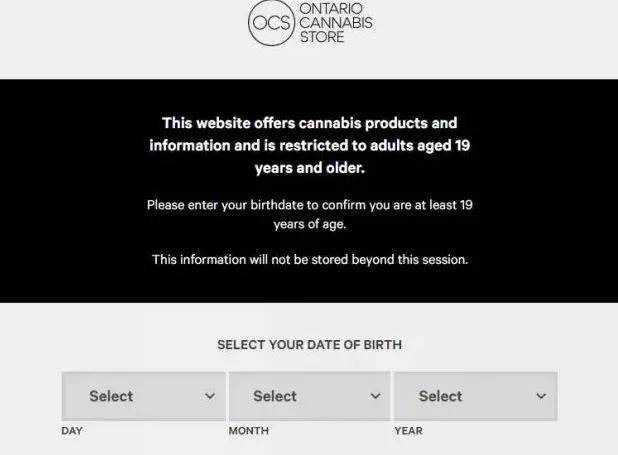 OCS
ONTARIO
CANNABIS
STORE
This website offers cannabis products and
information and is restricted to adults aged 19
years and older.
Please enter your birthdate to confirm you are at least 19
years of age.
This information will not be stored beyond this session.
SELECT YOUR DATE OF BIRTH
Select Select Select
DAY MONTH YEAR